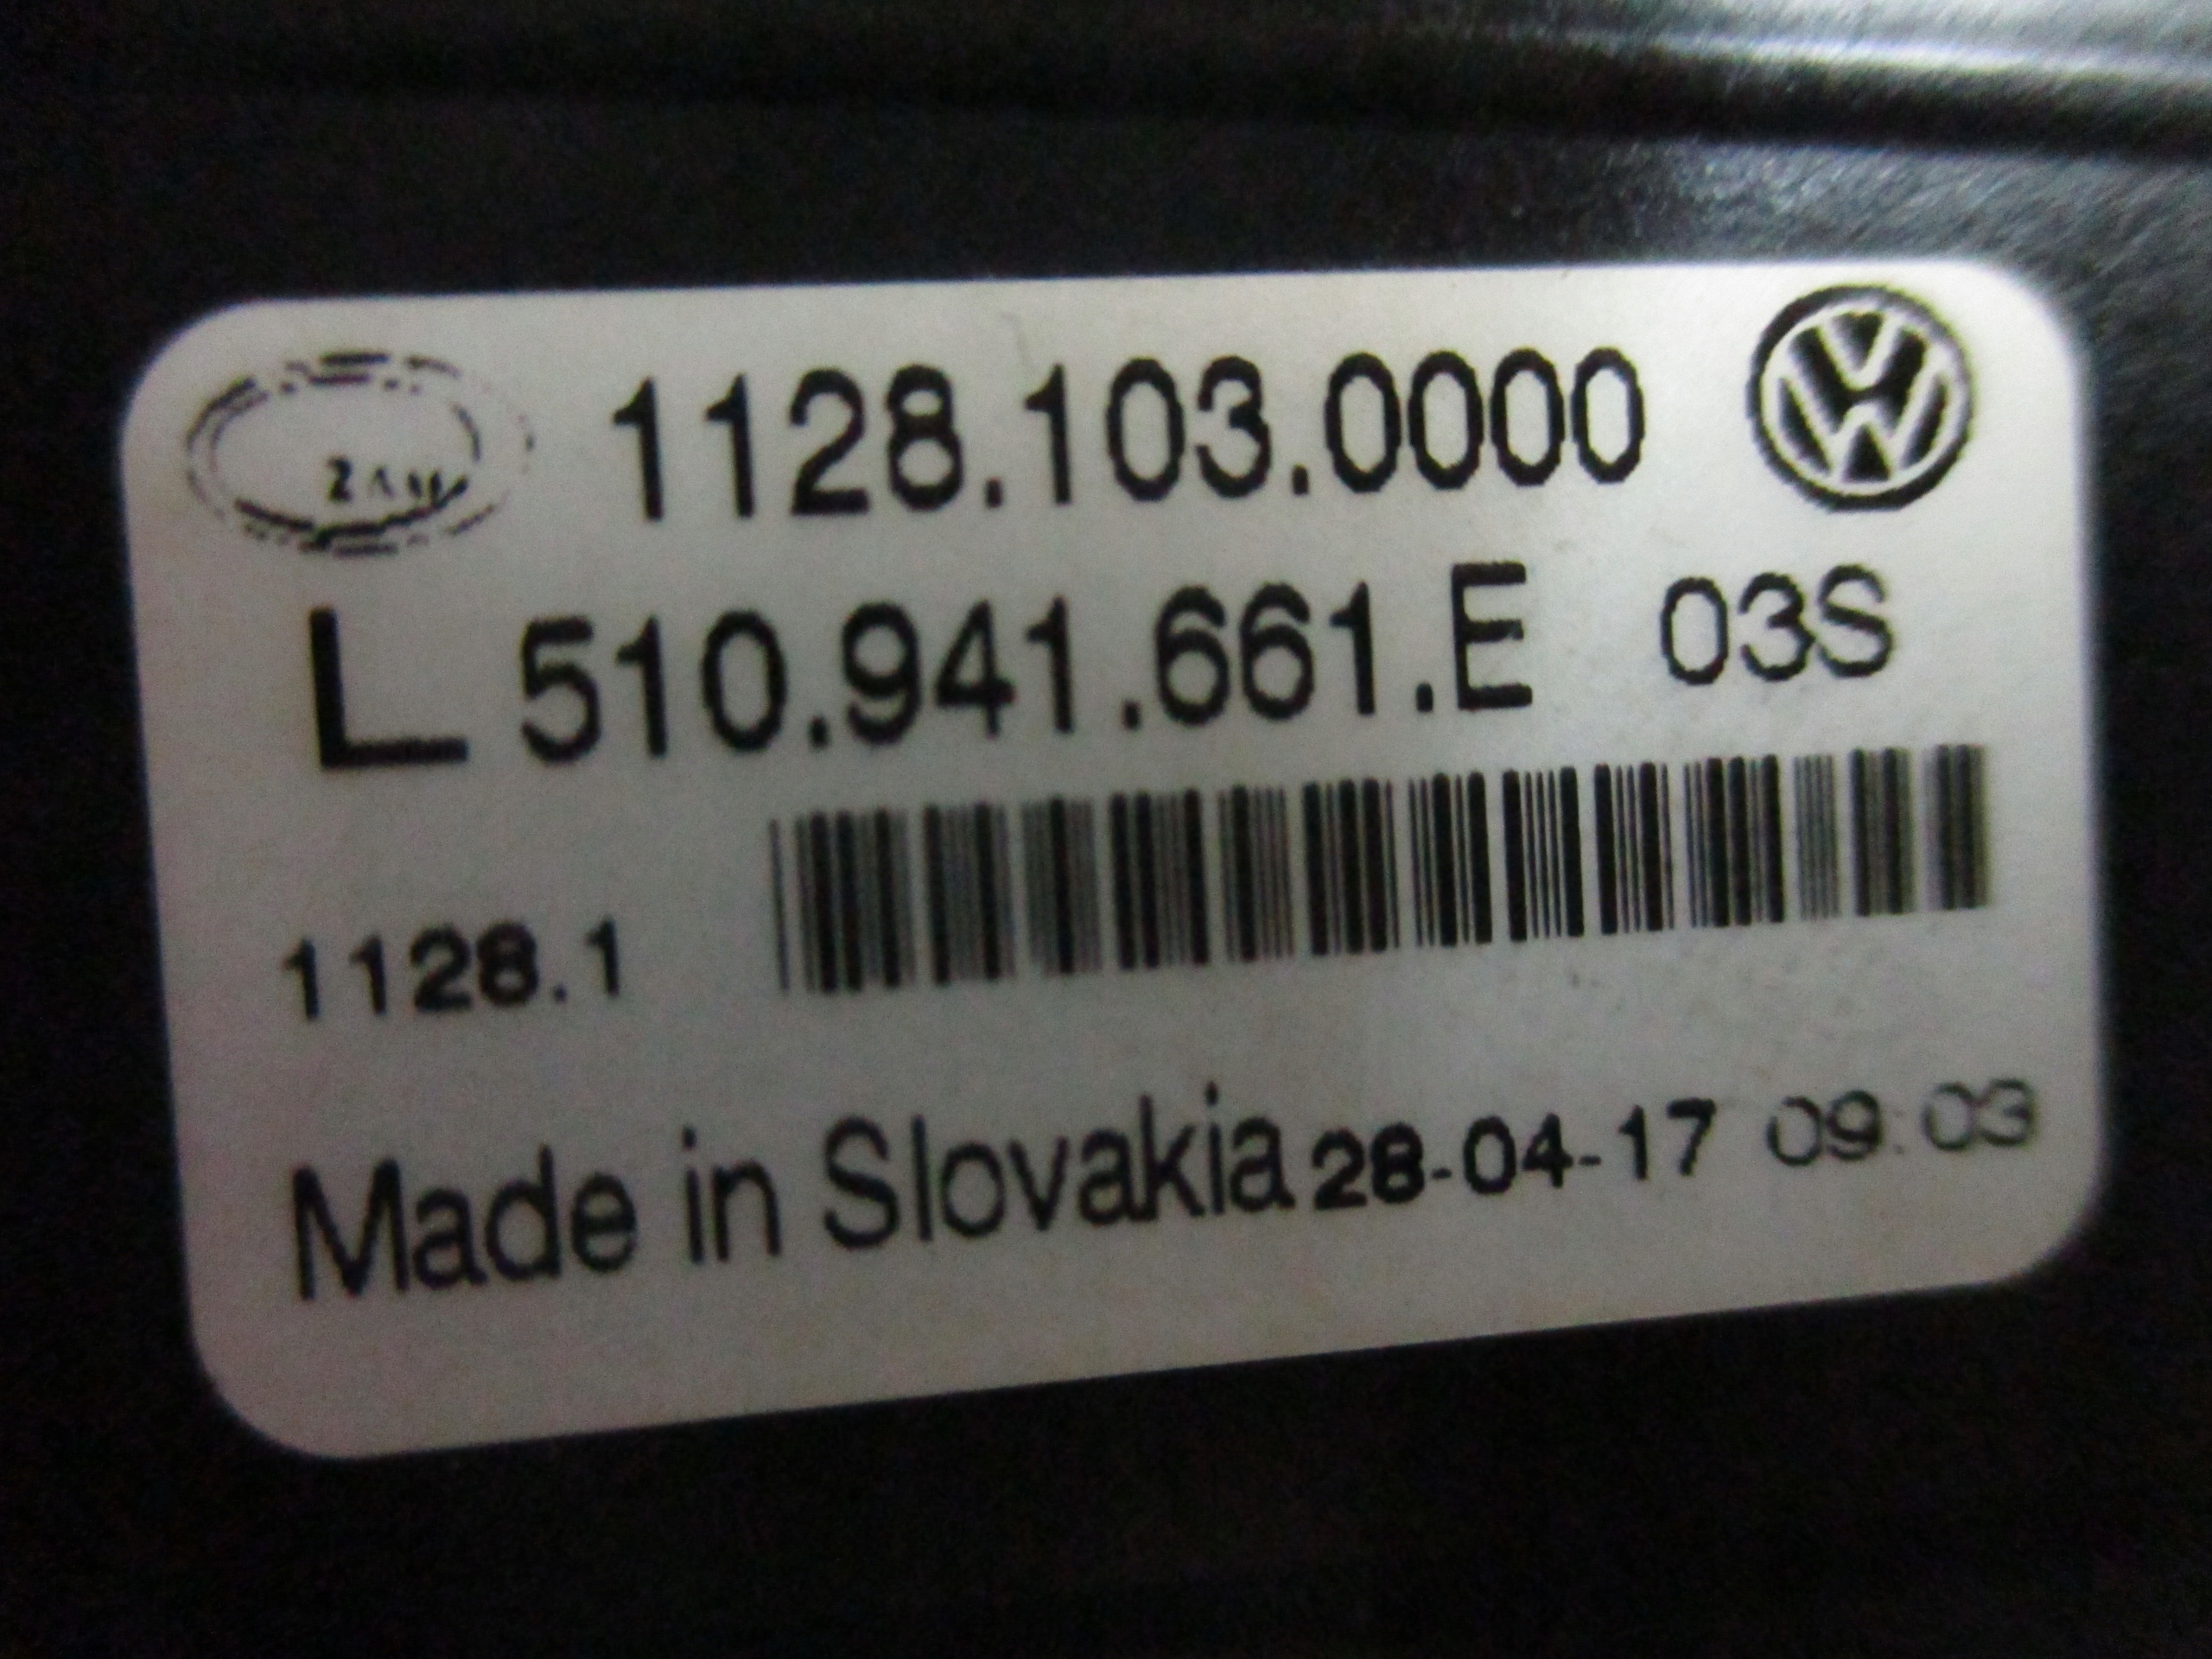 1128.103.0000
L 510.941.661.E 03S
1128.1
Made in Slovakia 28-04-17 09:03